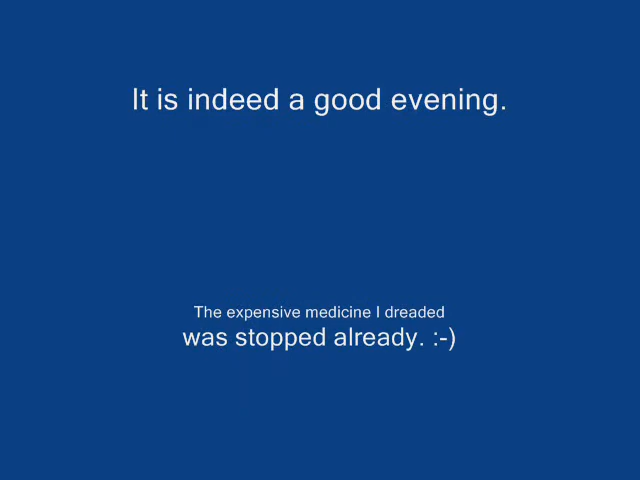 It is indeed a good evening.
The expensive medicine I dreaded
was stopped already. :-)